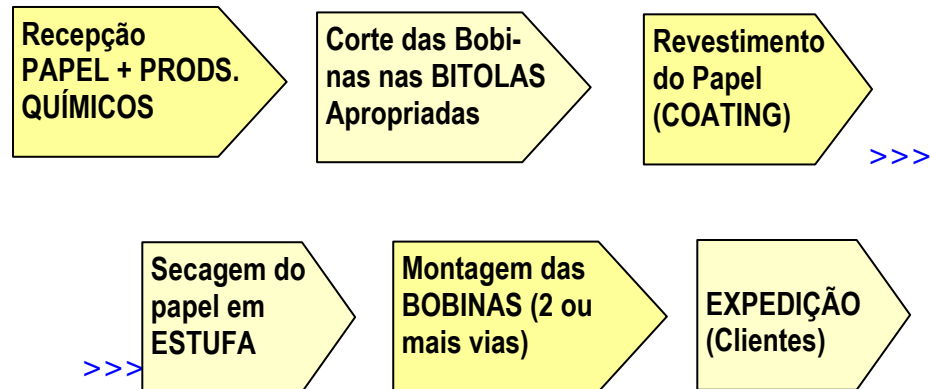 Recepção
PAPEL + PRODS.
QUÍMICOS
Corte das Bobi-
nas nas BITOLAS
Apropriadas
Revestimento
do Papel
(COATING)
>>>
Secagem do
papel em
ESTUFA
>>>
Montagem das
BOBINAS (2 ou
mais vias)
EXPEDIÇÃO
(Clientes)